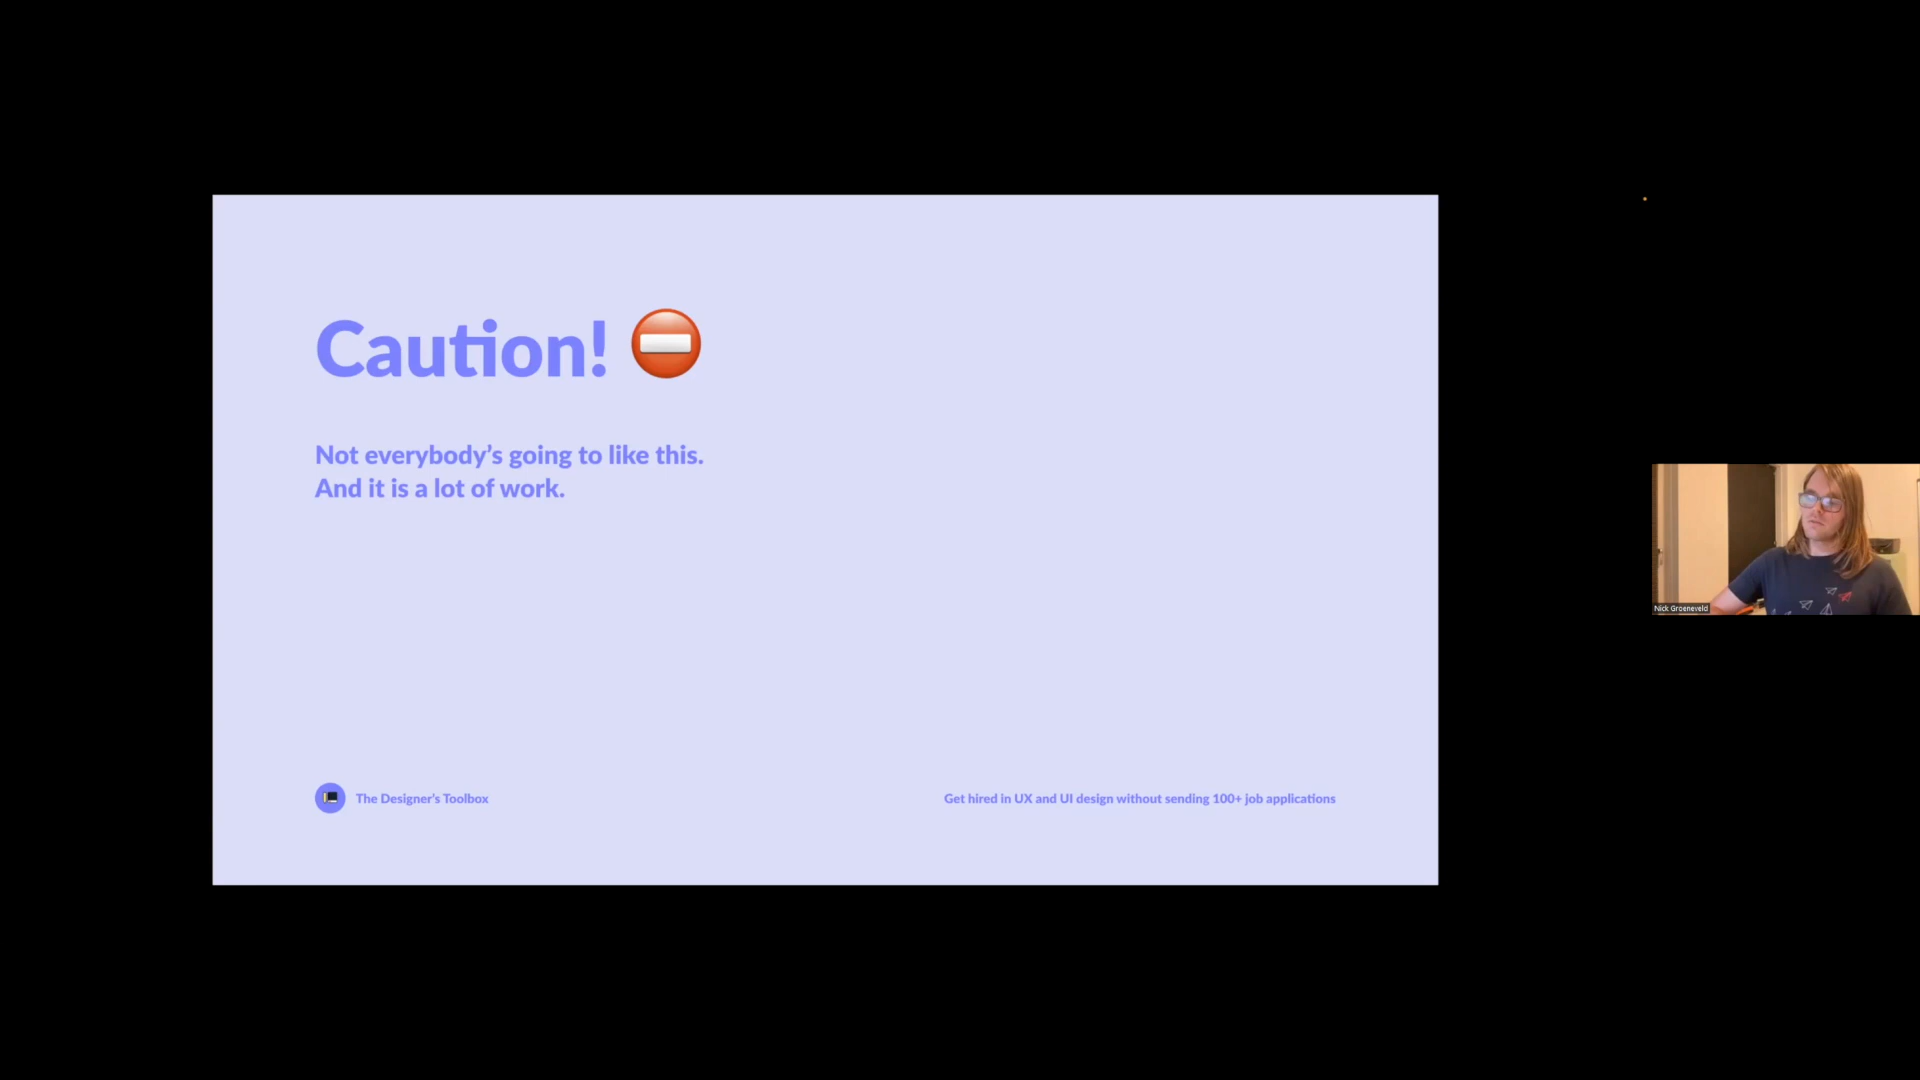 Caution! ⛔
Not everybody’s going to like this.
And it is a lot of work.
The Designer’s Toolbox
Get hired in UX and UI design without sending 100+ job applications
Nick Groeneveld